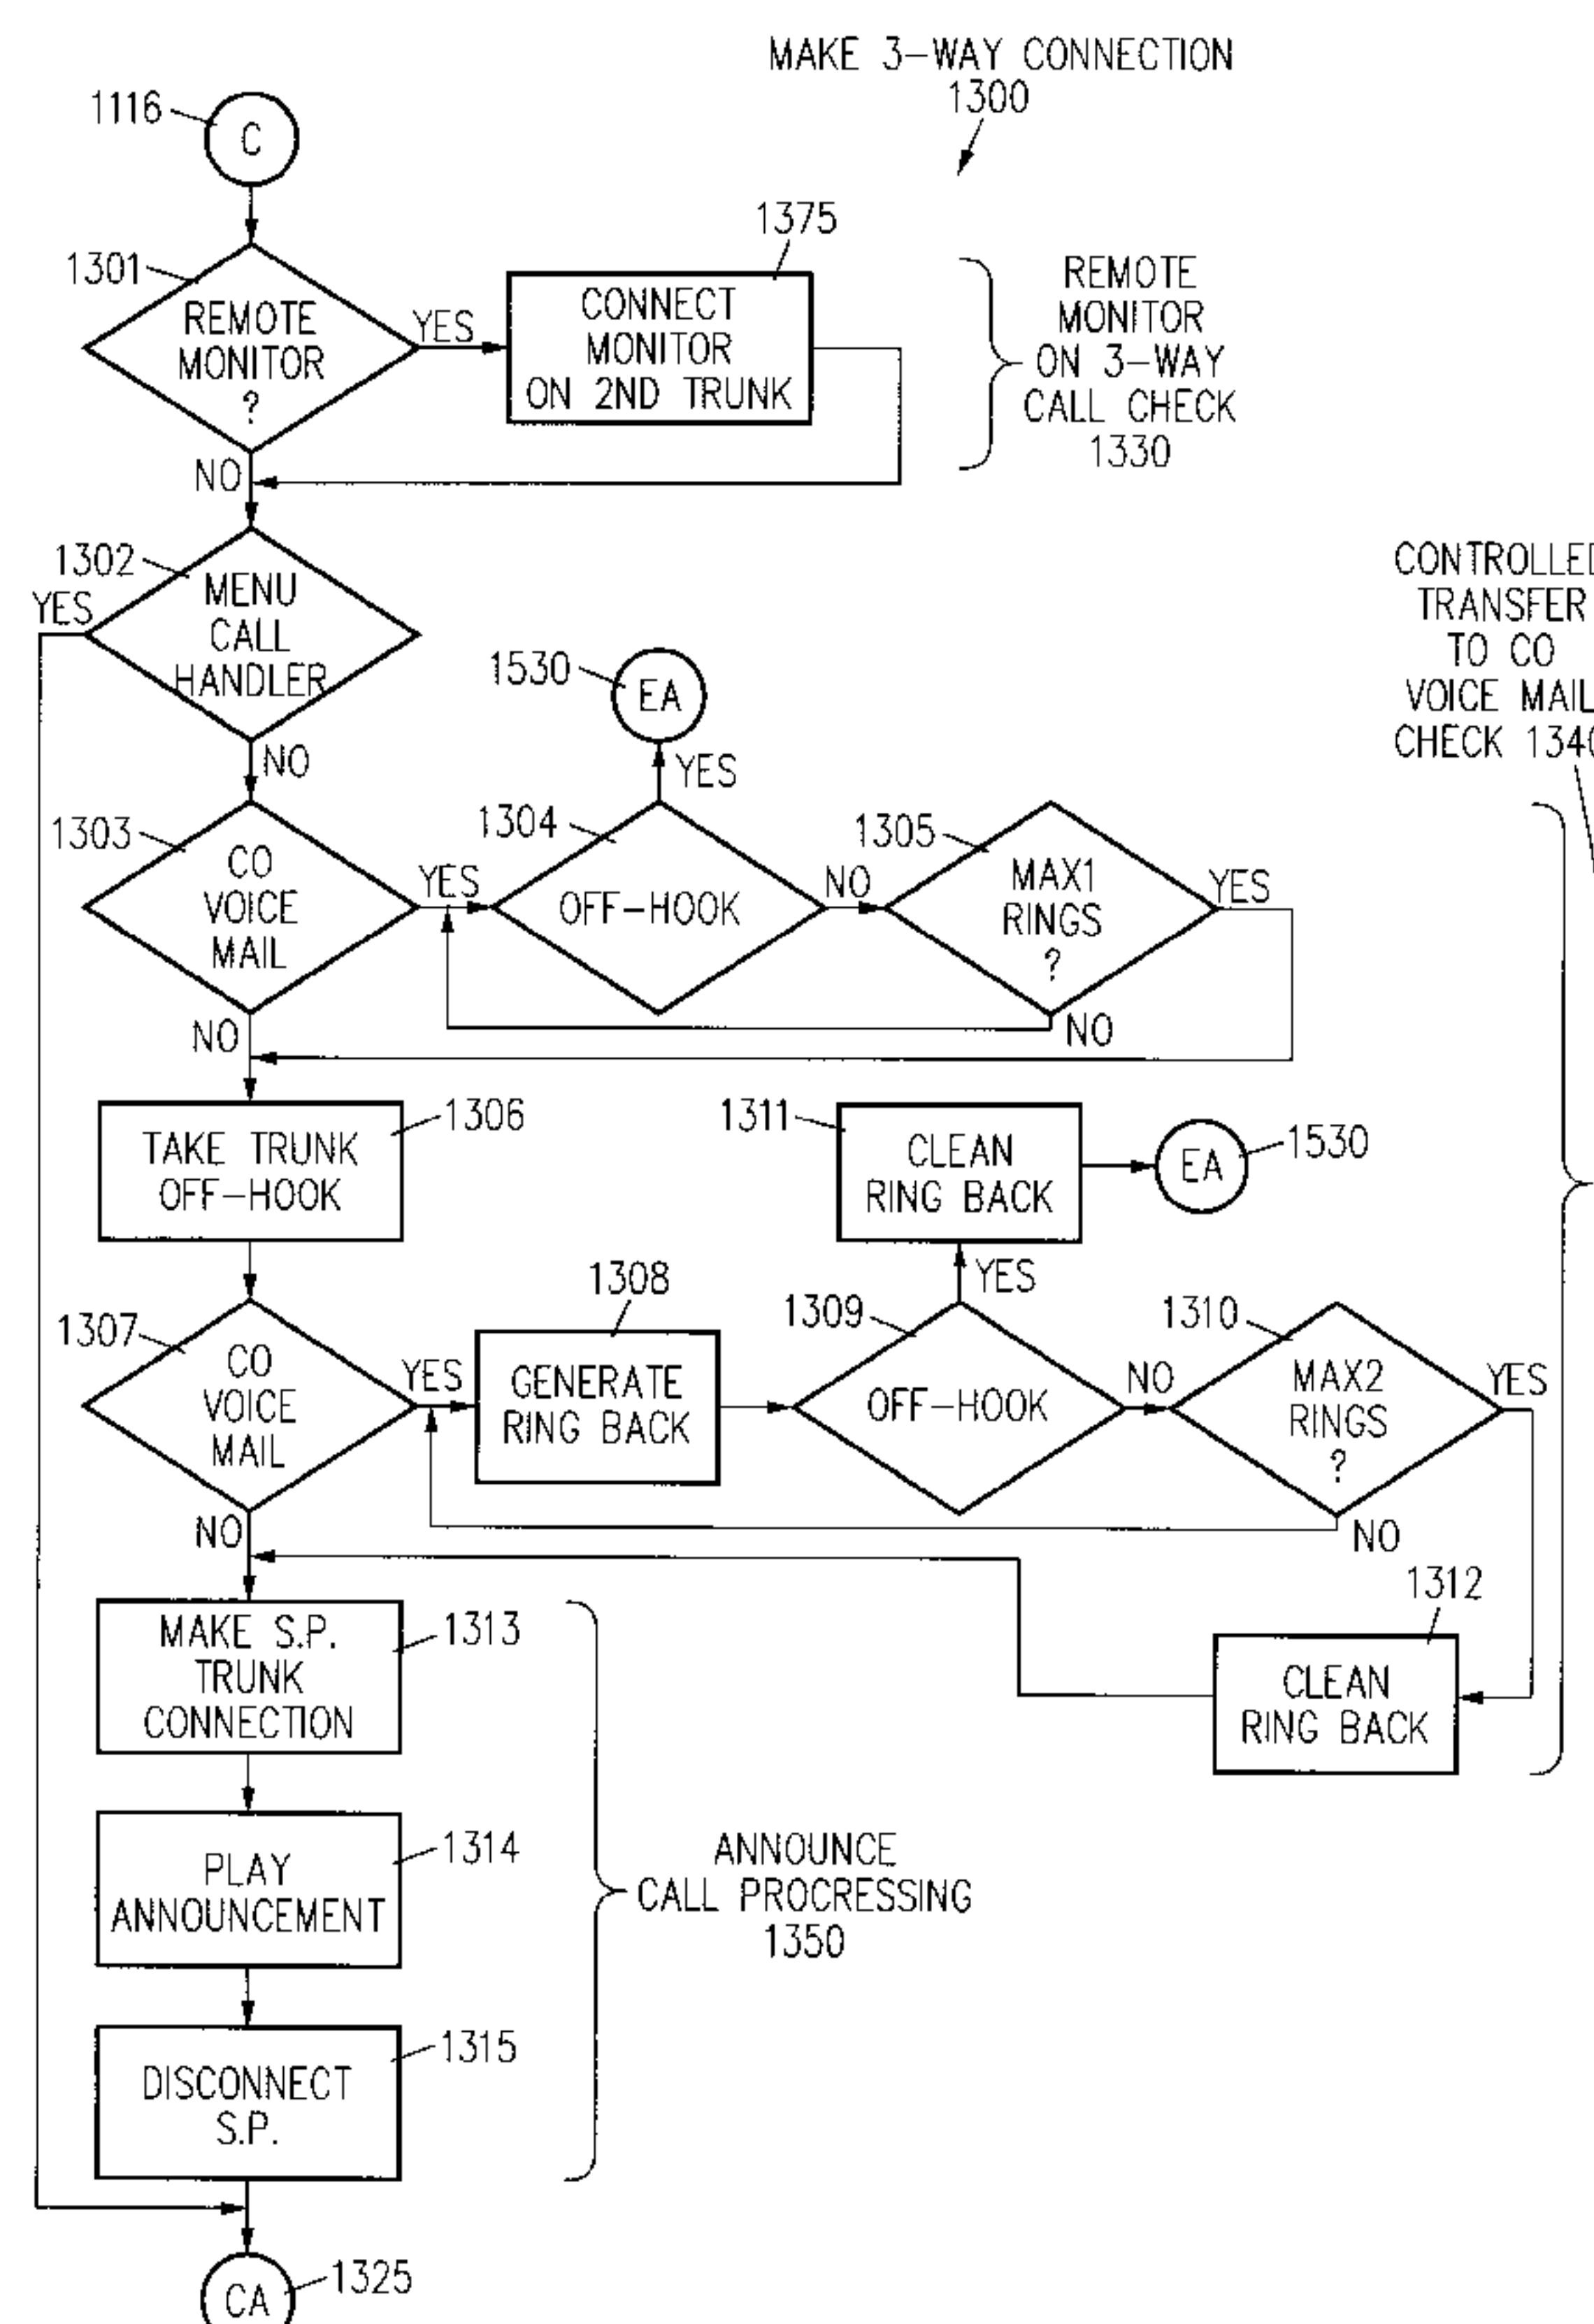 MAKE 3-WAY CONNECTION
1300
1116
C
1375
1301
REMOTE
MONITOR
?
YES
CONNECT
MONITOR
ON 2ND TRUNK
REMOTE
MONITOR
ON 3-WAY
CALL CHECK
1330
NO
1302
YES
MENU
CALL
HANDLER
NO
CONTROLLED
TRANSFER
TO CO
VOICE MAIL
CHECK 1340
1530
EA
YES
1303
CO
VOICE
MAIL
YES
1304
OFF-HOOK
NO
1305
MAX1
RINGS
?
YES
NO
NO
1306
TAKE TRUNK
OFF-HOOK
1311
CLEAN
RING BACK
EA
1530
YES
1307
CO
VOICE
MAIL
YES
1308
GENERATE
RING BACK
1309
OFF-HOOK
NO
1310
MAX2
RINGS
?
YES
NO
NO
1312
CLEAN
RING BACK
MAKE S.P.
TRUNK
CONNECTION
1313
PLAY
ANNOUNCEMENT
1314
ANNOUNCE
CALL PROCRESSING
1350
DISCONNECT
S.P.
1315
CA
1325